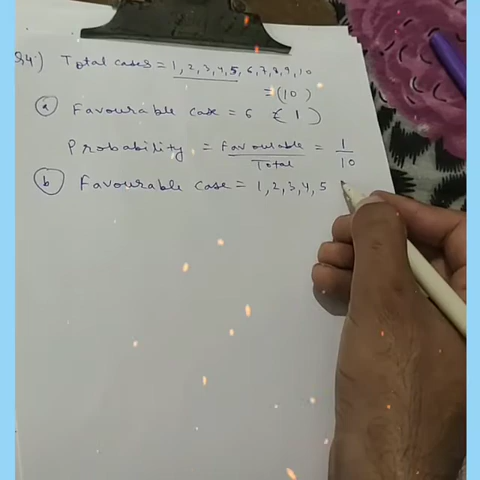 Q4:) Total cases = 1, 2, 3, 4, 5, 6, 7, 8, 9, 10
= (10)
(a) Favourable case = 6 (1)
Probability = Favourable / Total = 1/10
(b) Favourable case = 1, 2, 3, 4, 5